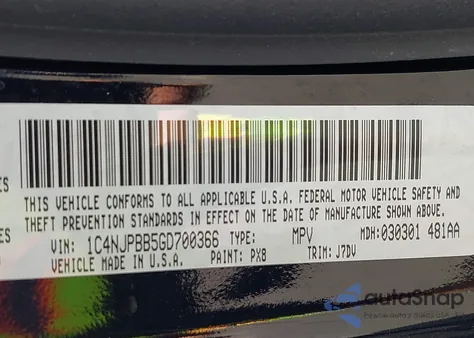 ES
THIS VEHICLE CONFORMS TO ALL APPLICABLE U.S.A. FEDERAL MOTOR VEHICLE SAFETY AND
THEFT PREVENTION STANDARDS IN EFFECT ON THE DATE OF MANUFACTURE SHOWN ABOVE.
VIN: 1C4NJPBB5GD700366 TYPE: MPV MDH: 030301 481AA
VEHICLE MADE IN U.S.A. PAINT: PX8 TRIM: J7DV
autoSnap